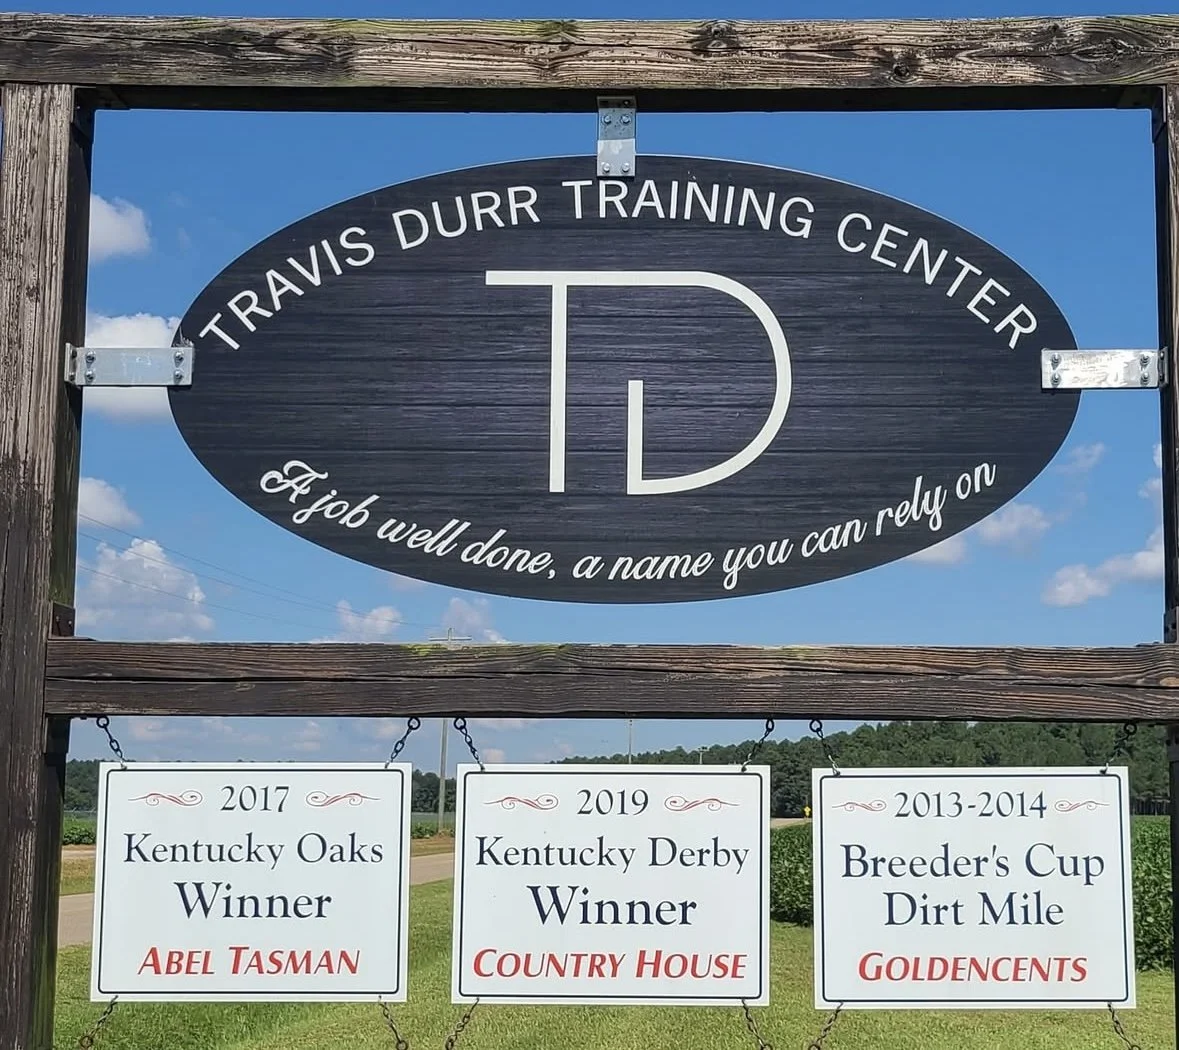 TRAVIS DURR TRAINING CENTER
TD
A job well done, a name you can rely on
2017
Kentucky Oaks
Winner
ABEL TASMAN
2019
Kentucky Derby
Winner
COUNTRY HOUSE
2013-2014
Breeder's Cup
Dirt Mile
GOLDENCENTS